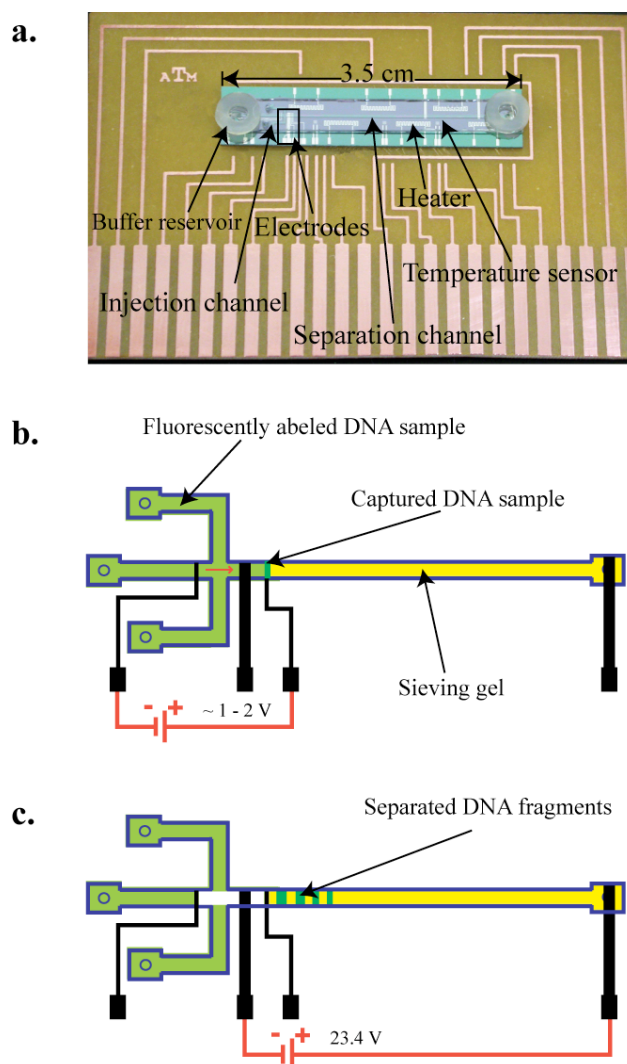 a.
ATM
3.5 cm
Buffer reservoir
Electrodes
Heater
Injection channel
Temperature sensor
Separation channel
b.
Fluorescently abeled DNA sample
Captured DNA sample
Sieving gel
- + ~ 1 - 2 V
c.
Separated DNA fragments
- + 23.4 V